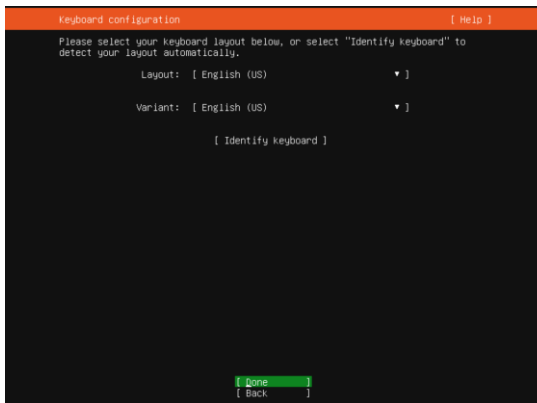 Keyboard configuration [ Help ]
Please select your keyboard layout below, or select "Identify keyboard" to
detect your layout automatically.
Layout: [ English (US) ▾ ]
Variant: [ English (US) ▾ ]
[ Identify keyboard ]
[ Done ]
[ Back ]